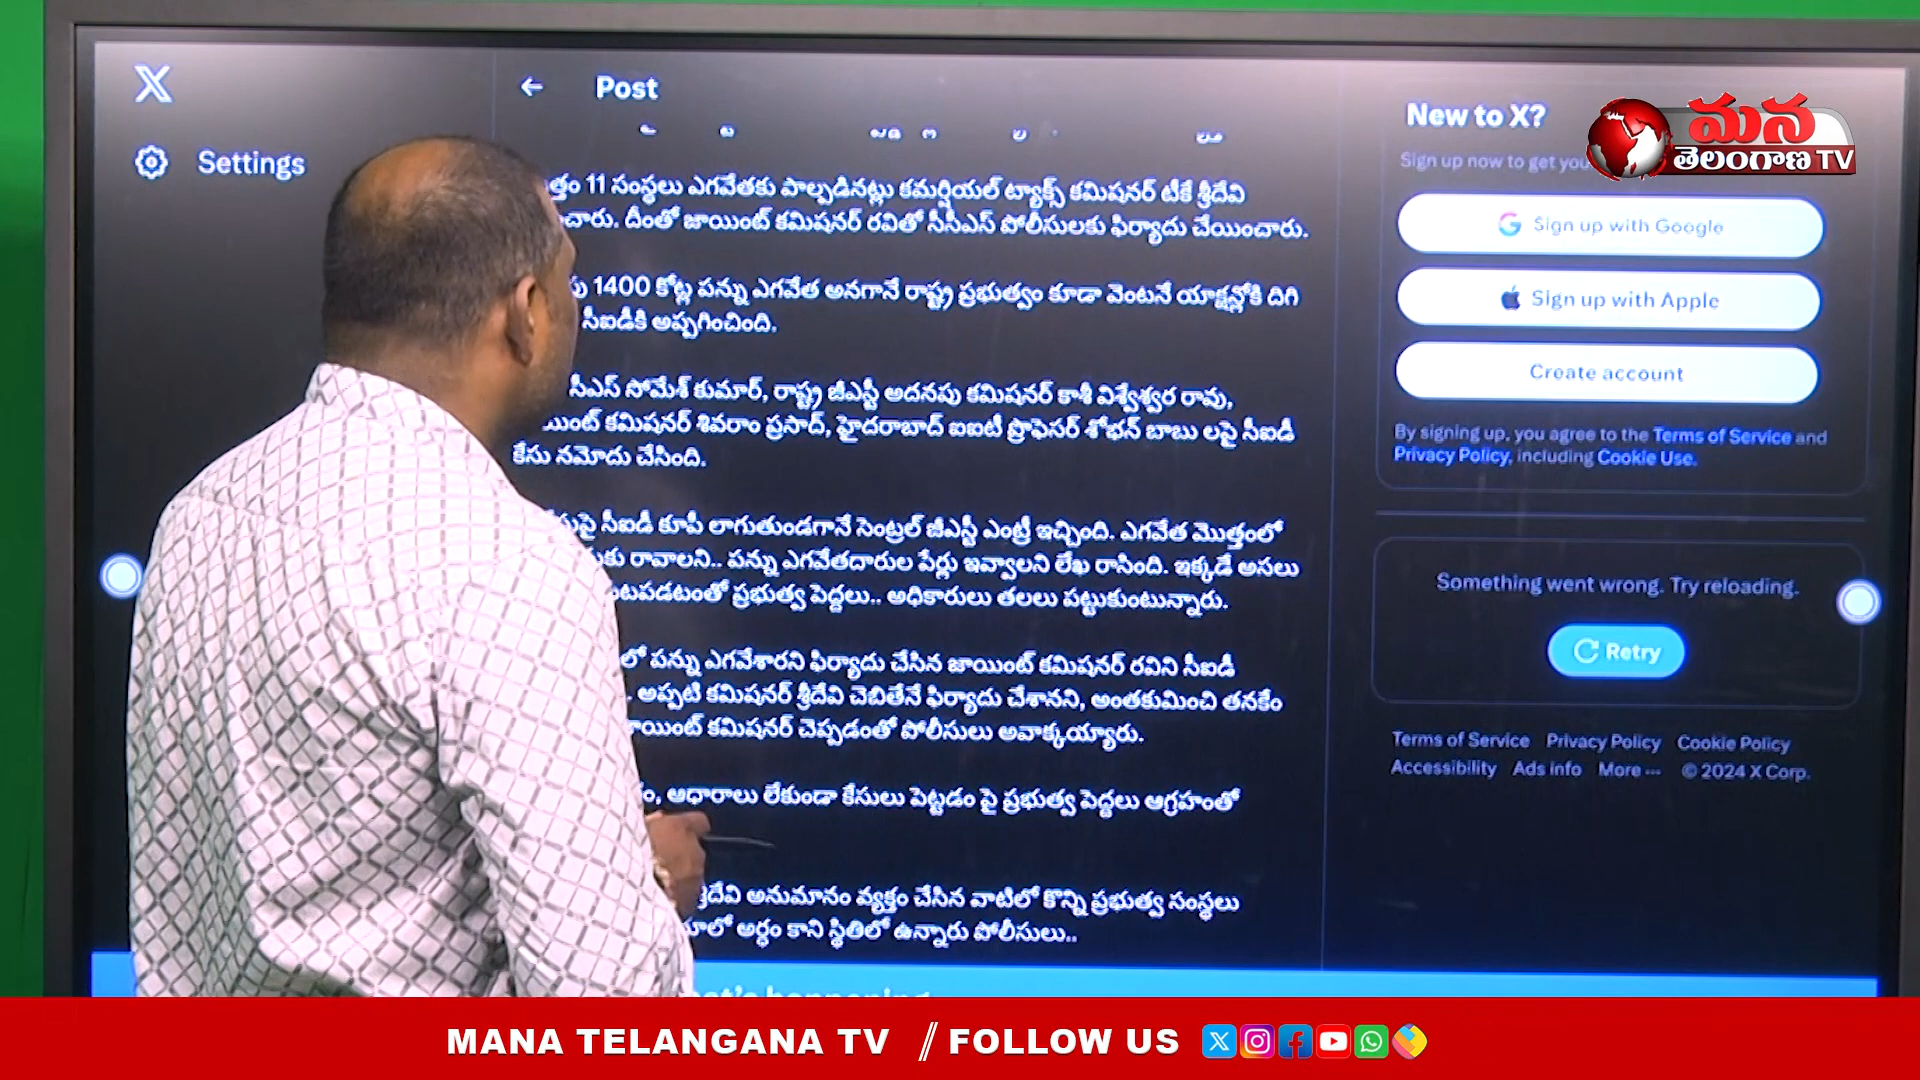 Post
Settings
New to X?
మన
తెలంగాణ TV
Sign up now to get
11 సంస్థలు ఎగవేతకు పాల్పడినట్లు కమర్షియల్ ట్యాక్స్ కమిషనర్ టీకే శ్రీదేవి
దీంతో జాయింట్ కమిషనర్ రవితో సీసీఎస్ పోలీసులకు ఫిర్యాదు చేయించారు.
1400 కోట్ల పన్ను ఎగవేత అనగానే రాష్ట్ర ప్రభుత్వం కూడా వెంటనే యాక్షన్లోకి దిగి
సీఐడీకి అప్పగించింది.
సీఎస్ సోమేశ్ కుమార్, రాష్ట్ర జీఎస్టీ అదనపు కమిషనర్ కాశీ విశ్వేశ్వర రావు,
కమిషనర్ శివరాం ప్రసాద్, హైదరాబాద్ ఐఐటీ ప్రొఫెసర్ శోభన్ బాబు లపై సీఐడీ
కేసు నమోదు చేసింది.
సీఐడీ కూపీ లాగుతుండగానే సెంట్రల్ జీఎస్టీ ఎంట్రీ ఇచ్చింది. ఎగవేత మొత్తంలో
రావాలని.. పన్ను ఎగవేతదారుల పేర్లు ఇవ్వాలని లేఖ రాసింది. ఇక్కడే అసలు
ప్రభుత్వ పెద్దలు.. అధికారులు తలలు పట్టుకుంటున్నారు.
పన్ను ఎగవేశారని ఫిర్యాదు చేసిన జాయింట్ కమిషనర్ రవిని సీఐడీ
అప్పటి కమిషనర్ శ్రీదేవి చెబితేనే ఫిర్యాదు చేశానని, అంతకుమించి తనకేం
కమిషనర్ చెప్పడంతో పోలీసులు అవాక్కయ్యారు.
ఆధారాలు లేకుండా కేసులు పెట్టడం పై ప్రభుత్వ పెద్దలు ఆగ్రహంతో
అనుమానం వ్యక్తం చేసిన వాటిలో కొన్ని ప్రభుత్వ సంస్థలు
అర్థం కాని స్థితిలో ఉన్నారు పోలీసులు..
Sign up with Google
Sign up with Apple
Create account
By signing up, you agree to the Terms of Service and
Privacy Policy, including Cookie Use.
Something went wrong. Try reloading.
Retry
Terms of Service Privacy Policy Cookie Policy
Accessibility Ads info More ... © 2024 X Corp.
MANA TELANGANA TV // FOLLOW US